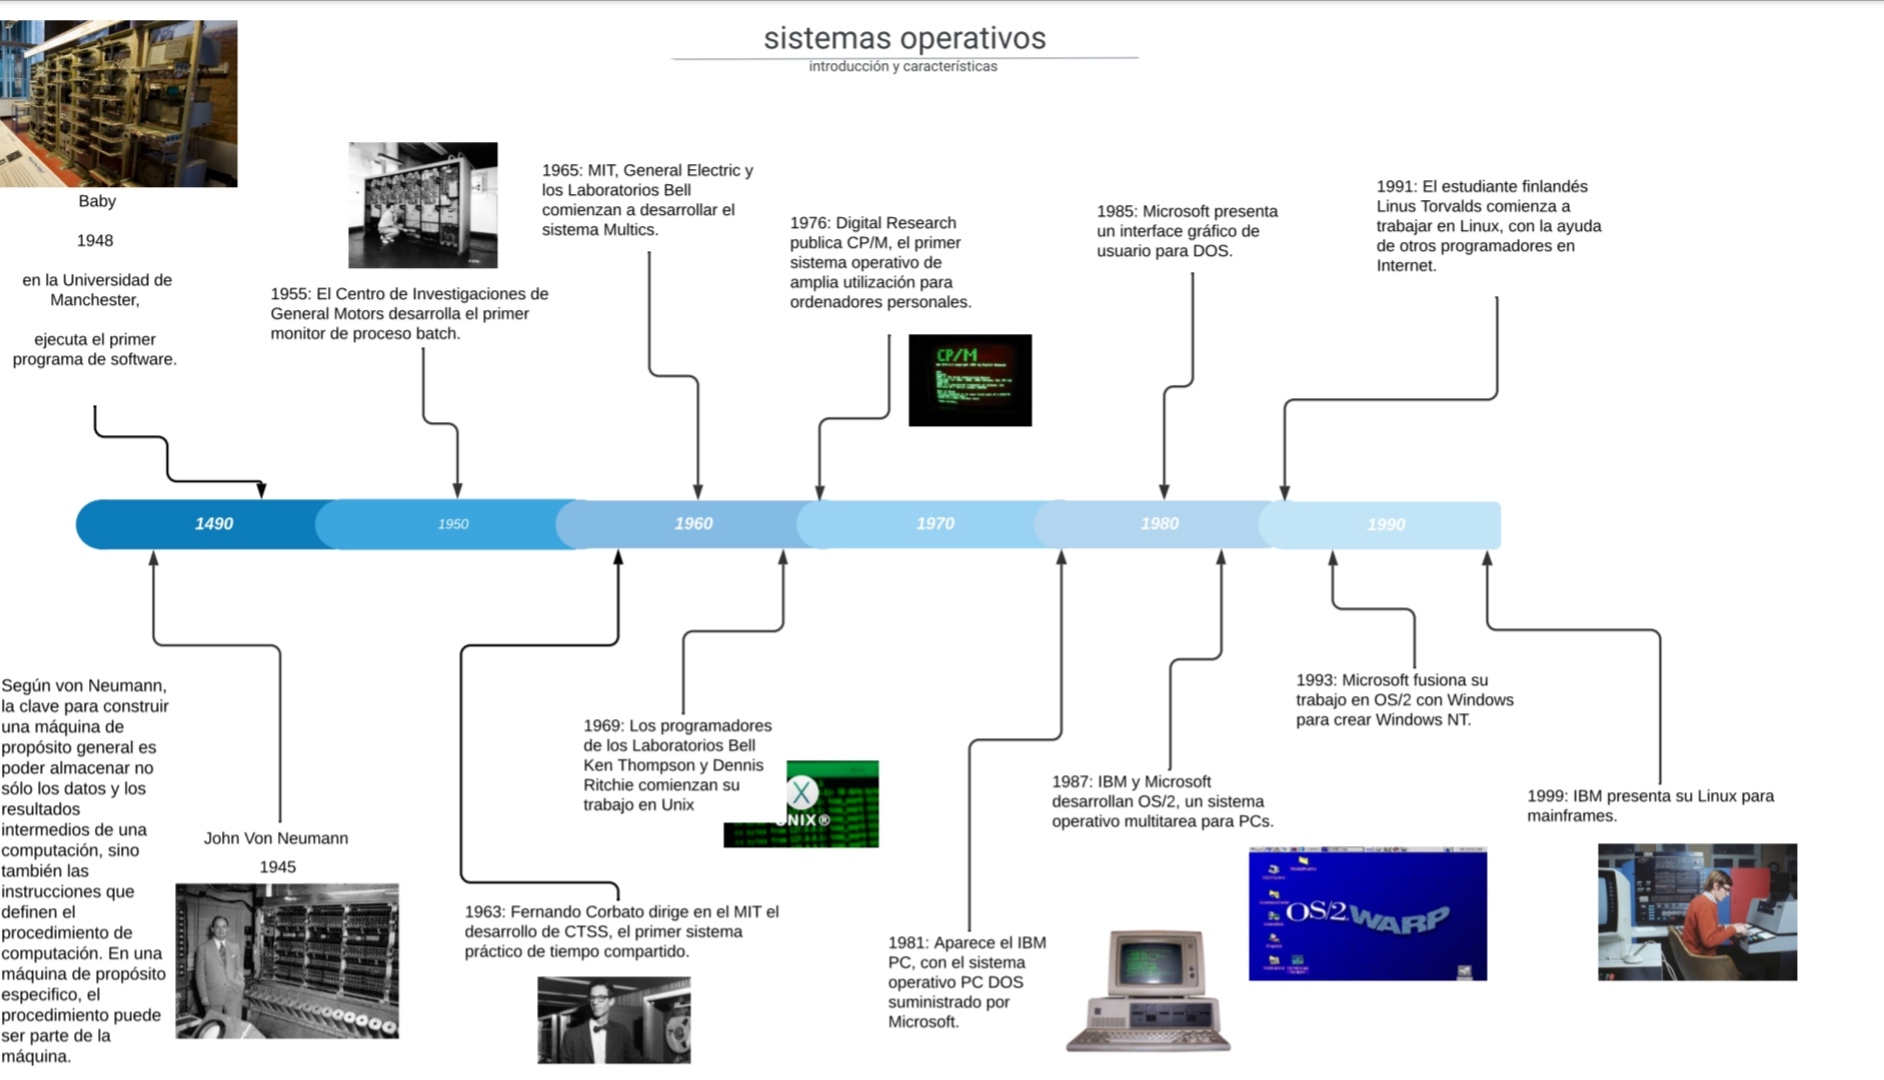 sistemas operativos
introducción y características
Baby
1948
en la Universidad de
Manchester,
ejecuta el primer
programa de software.
1955: El Centro de Investigaciones de
General Motors desarrolla el primer
monitor de proceso batch.
1965: MIT, General Electric y
los Laboratorios Bell
comienzan a desarrollar el
sistema Multics.
1976: Digital Research
publica CP/M, el primer
sistema operativo de
amplia utilización para
ordenadores personales.
CP/M
1985: Microsoft presenta
un interface gráfico de
usuario para DOS.
1991: El estudiante finlandés
Linus Torvalds comienza a
trabajar en Linux, con la ayuda
de otros programadores en
Internet.
1490
1950
1960
1970
1980
1990
Según von Neumann,
la clave para construir
una máquina de
propósito general es
poder almacenar no
sólo los datos y los
resultados
intermedios de una
computación, sino
también las
instrucciones que
definen el
procedimiento de
computación. En una
máquina de propósito
especifico, el
procedimiento puede
ser parte de la
máquina.
John Von Neumann
1945
1963: Fernando Corbato dirige en el MIT el
desarrollo de CTSS, el primer sistema
práctico de tiempo compartido.
1969: Los programadores
de los Laboratorios Bell
Ken Thompson y Dennis
Ritchie comienzan su
trabajo en Unix
X
UNIX®
1981: Aparece el IBM
PC, con el sistema
operativo PC DOS
suministrado por
Microsoft.
1987: IBM y Microsoft
desarrollan OS/2, un sistema
operativo multitarea para PCs.
OS/2 WARP
1993: Microsoft fusiona su
trabajo en OS/2 con Windows
para crear Windows NT.
1999: IBM presenta su Linux para
mainframes.